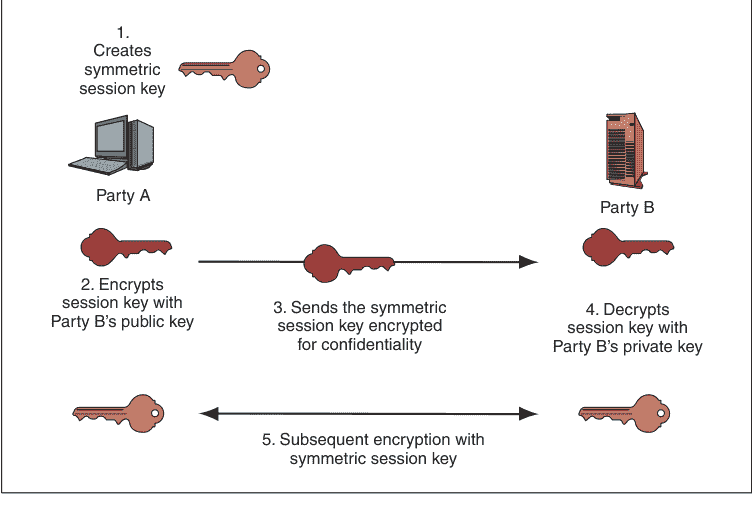 1.
Creates
symmetric
session key
Party A
Party B
2. Encrypts
session key with
Party B's public key
3. Sends the symmetric
session key encrypted
for confidentiality
4. Decrypts
session key with
Party B's private key
5. Subsequent encryption with
symmetric session key